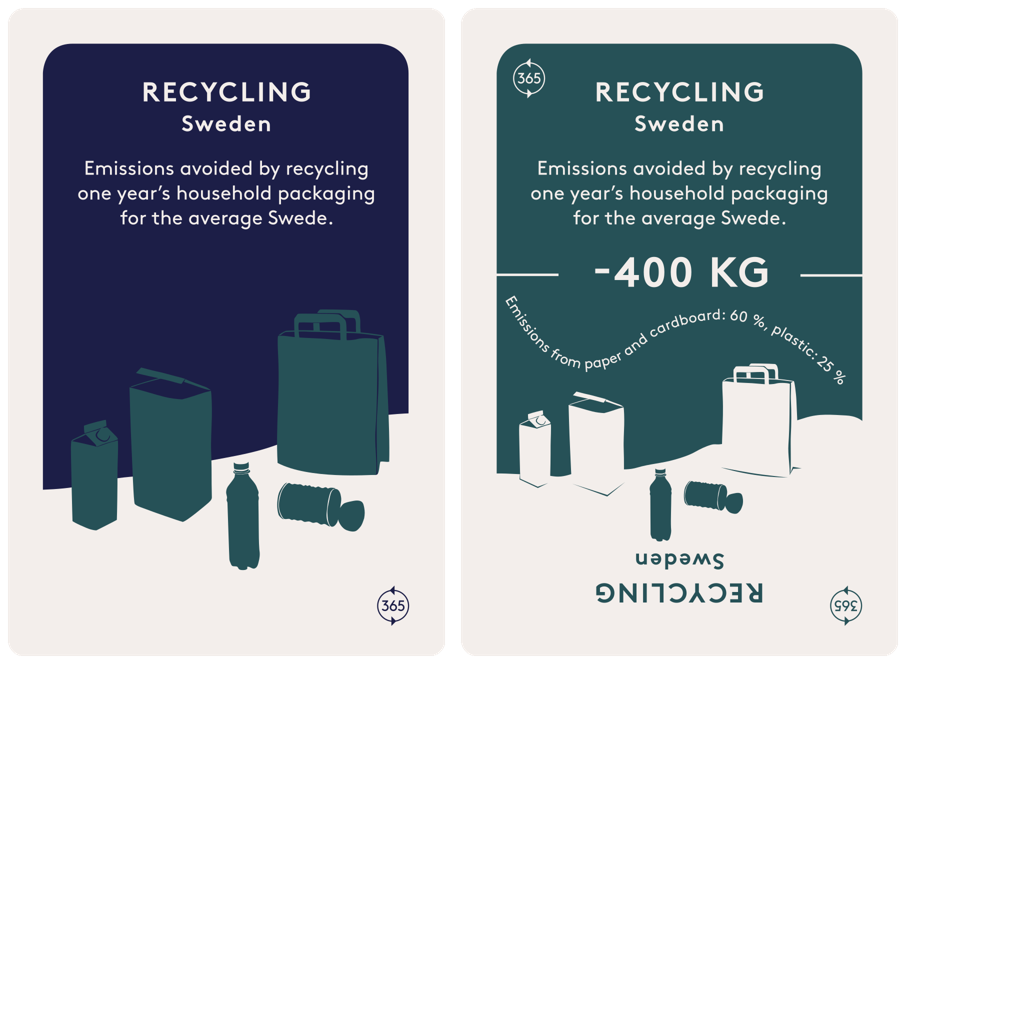 RECYCLING
Sweden
Emissions avoided by recycling
one year's household packaging
for the average Swede.
365
365
RECYCLING
Sweden
Emissions avoided by recycling
one year's household packaging
for the average Swede.
-400 KG
Emissions from paper and cardboard: 60 %, plastic: 25 %
Sweden
RECYCLING
365